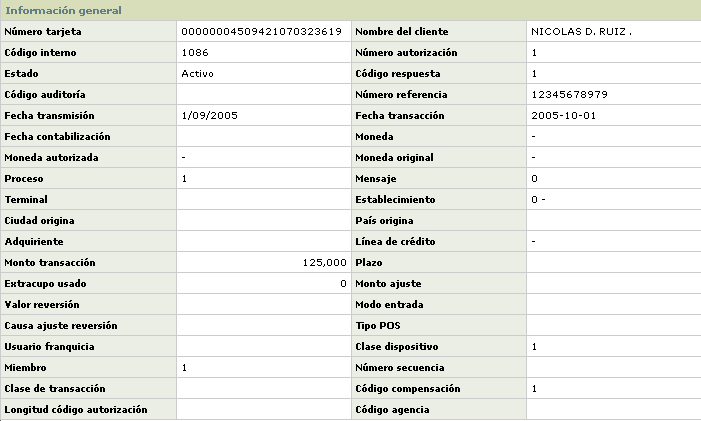 Información general
Número tarjeta 00000004509421070323619 Nombre del cliente NICOLAS D. RUIZ .
Código interno 1086 Número autorización 1
Estado Activo Código respuesta 1
Código auditoría Número referencia 12345678979
Fecha transmisión 1/09/2005 Fecha transacción 2005-10-01
Fecha contabilización Moneda -
Moneda autorizada - Moneda original -
Proceso 1 Mensaje 0
Terminal Establecimiento 0 -
Ciudad origina País origina
Adquiriente Línea de crédito -
Monto transacción 125,000 Plazo
Extracupo usado 0 Monto ajuste
Valor reversión Modo entrada
Causa ajuste reversión Tipo POS
Usuario franquicia Clase dispositivo 1
Miembro 1 Número secuencia
Clase de transacción Código compensación 1
Longitud código autorización Código agencia